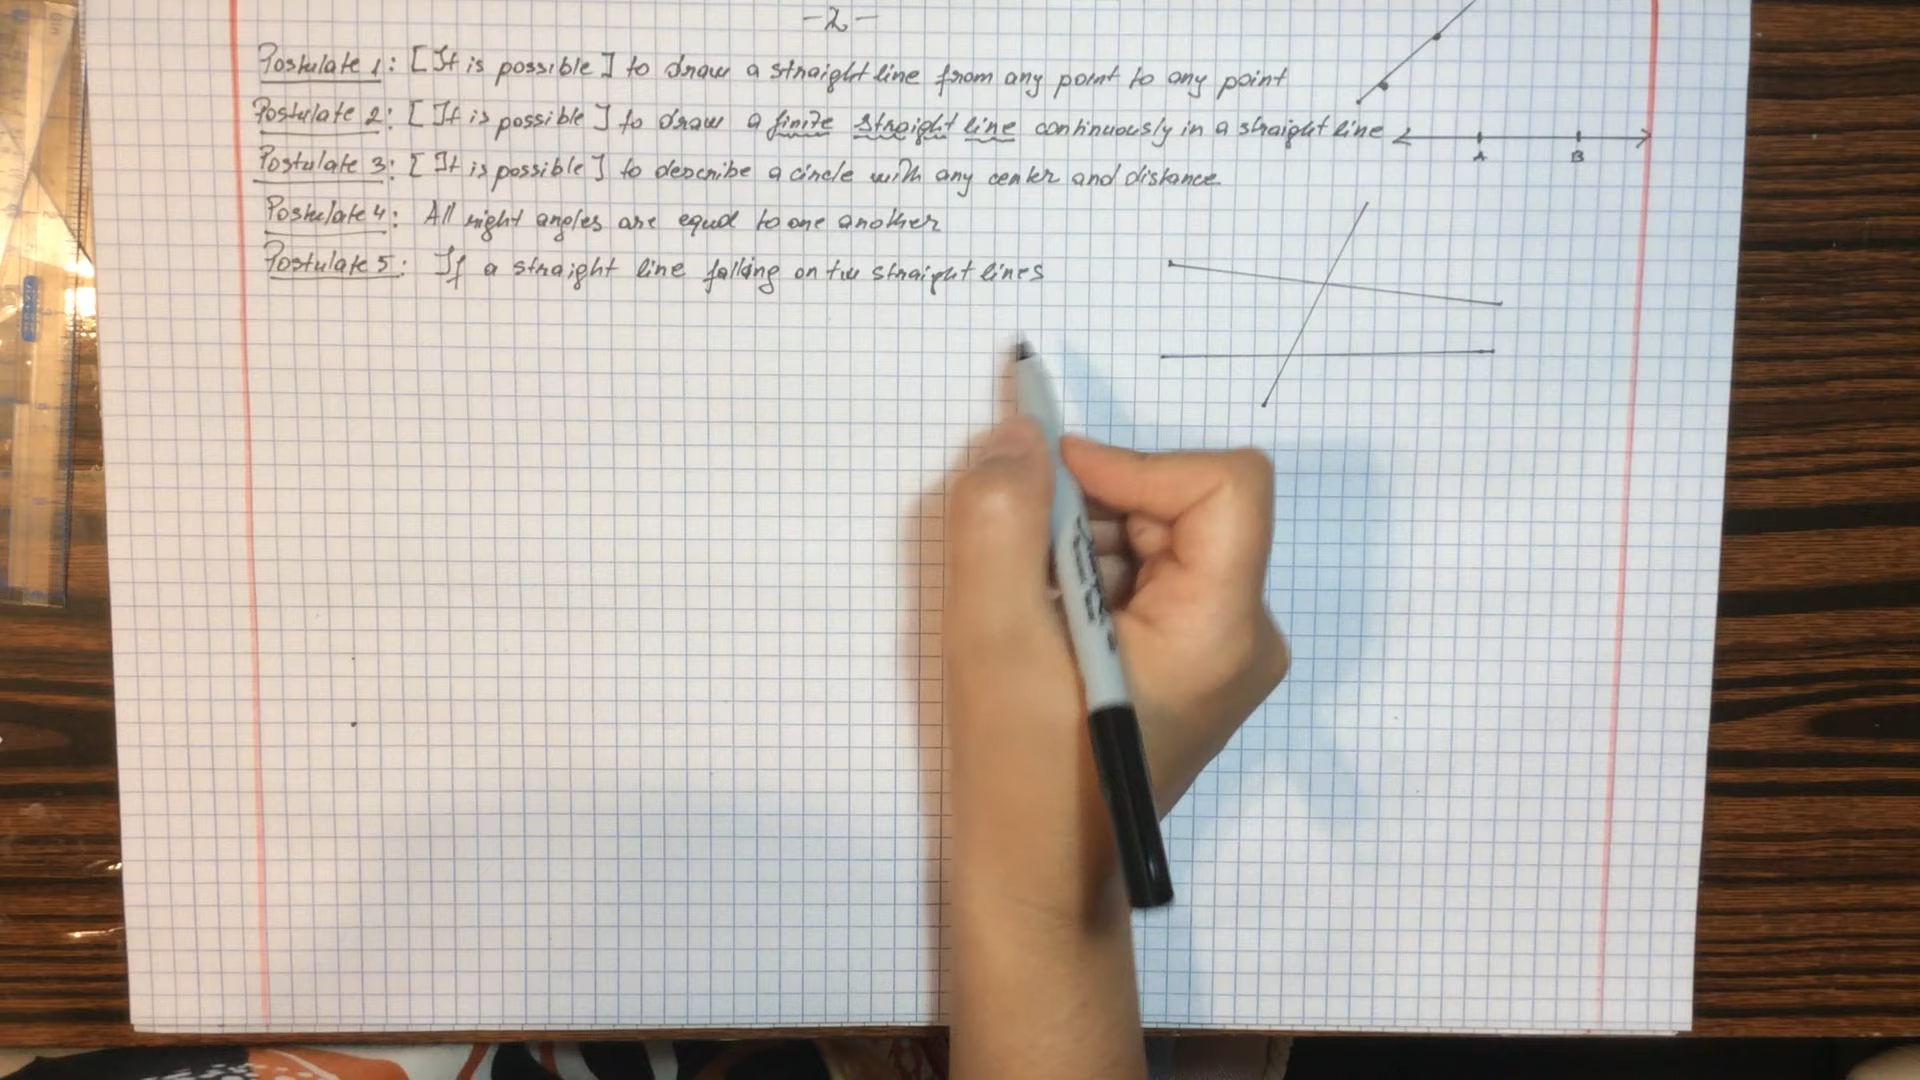 -2-
Postulate 1: [It is possible] to draw a straight line from any point to any point
Postulate 2: [It is possible] to draw a finite straight line continuously in a straight line
A B
Postulate 3: [It is possible] to describe a circle with any center and distance
Postulate 4: All right angles are equal to one another
Postulate 5: If a straight line falling on two straight lines